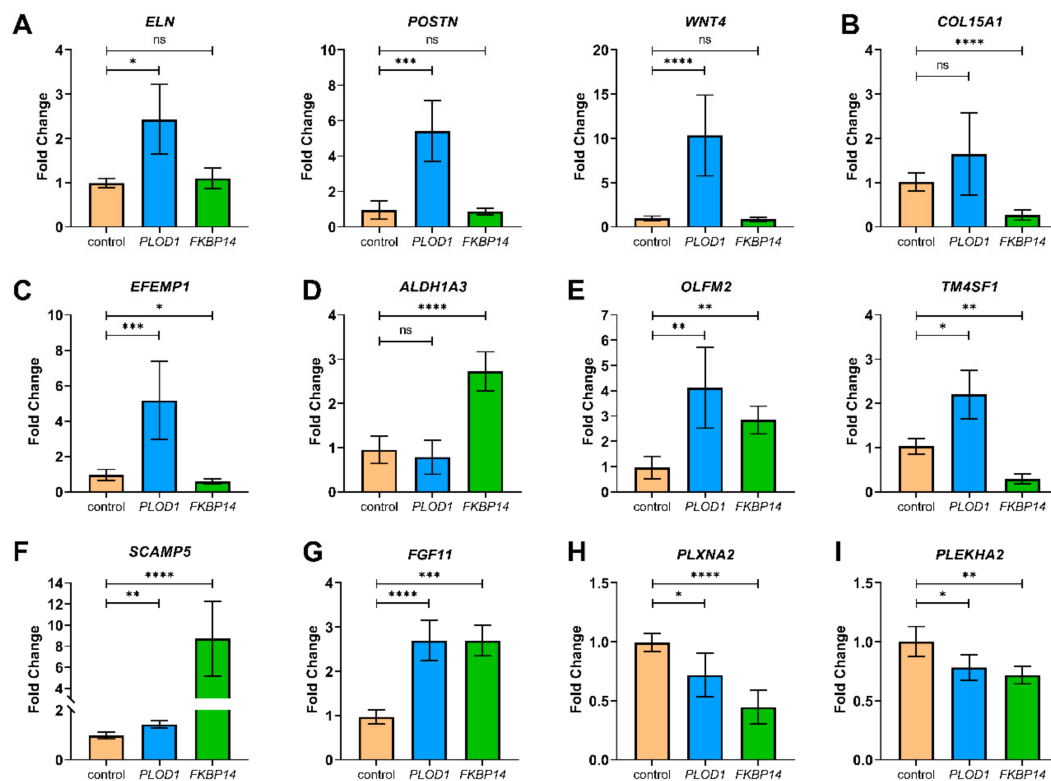 A
ELN
POSTN
WNT4
B
COL15A1
Fold Change
5
4
3
2
1
0
ns
*
control
PLOD1
FKBP14
Fold Change
10
8
6
4
2
0
ns
***
control
PLOD1
FKBP14
Fold Change
20
15
10
5
0
ns
****
control
PLOD1
FKBP14
Fold Change
4
3
2
1
0
****
ns
control
PLOD1
FKBP14
C
EFEMP1
D
ALDH1A3
E
OLFM2
TM4SF1
Fold Change
10
8
6
4
2
0
*
***
control
PLOD1
FKBP14
Fold Change
4
3
2
1
0
****
ns
control
PLOD1
FKBP14
Fold Change
7
6
5
4
3
2
1
0
**
**
control
PLOD1
FKBP14
Fold Change
4
3
2
1
0
**
*
control
PLOD1
FKBP14
F
SCAMP5
G
FGF11
H
PLXNA2
I
PLEKHA2
Fold Change
14
12
10
8
6
4
2
0
****
**
control
PLOD1
FKBP14
Fold Change
4
3
2
1
0
***
****
control
PLOD1
FKBP14
Fold Change
1.5
1.0
0.5
0.0
****
*
control
PLOD1
FKBP14
Fold Change
1.5
1.0
0.5
0.0
**
*
control
PLOD1
FKBP14